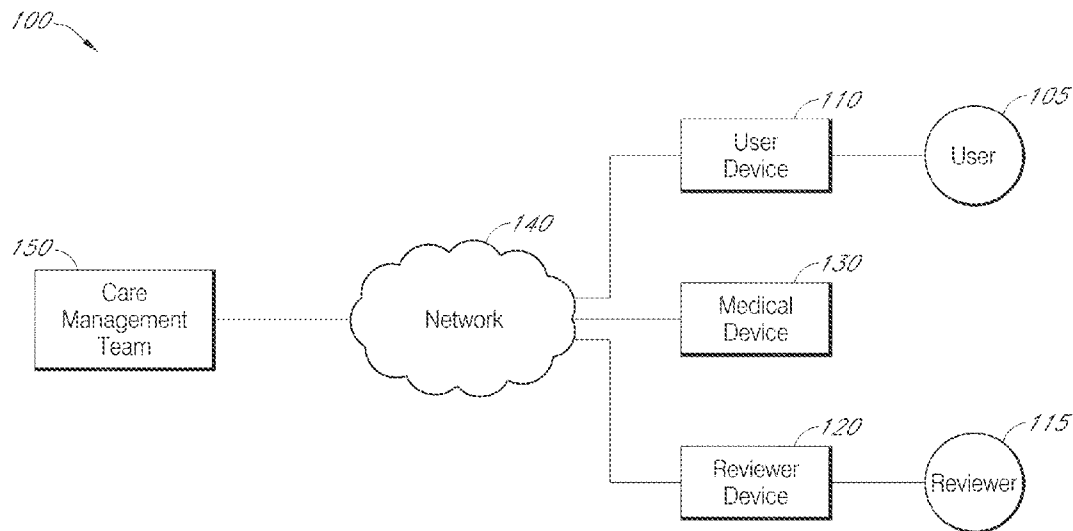 100
110
105
User
Device
User
140
150
130
Care
Management
Team
Network
Medical
Device
120
115
Reviewer
Device
Reviewer